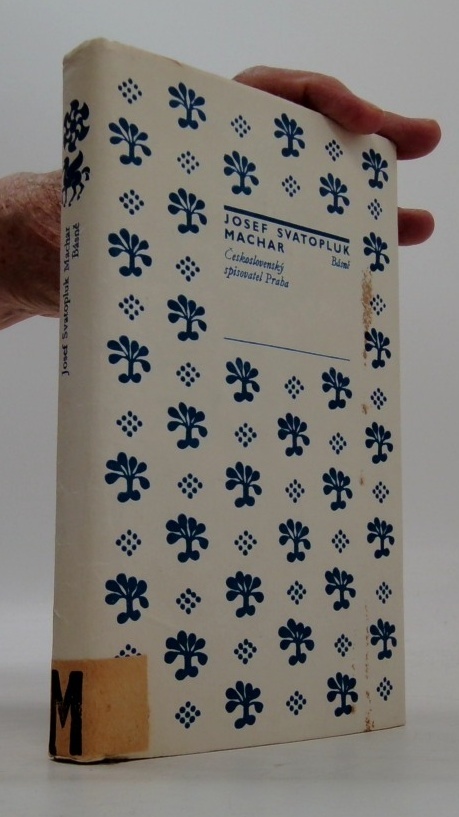 JOSEF SVATOPLUK
MACHAR Básně
Československý
spisovatel Praha
Josef Svatopluk Machar
Básně
M